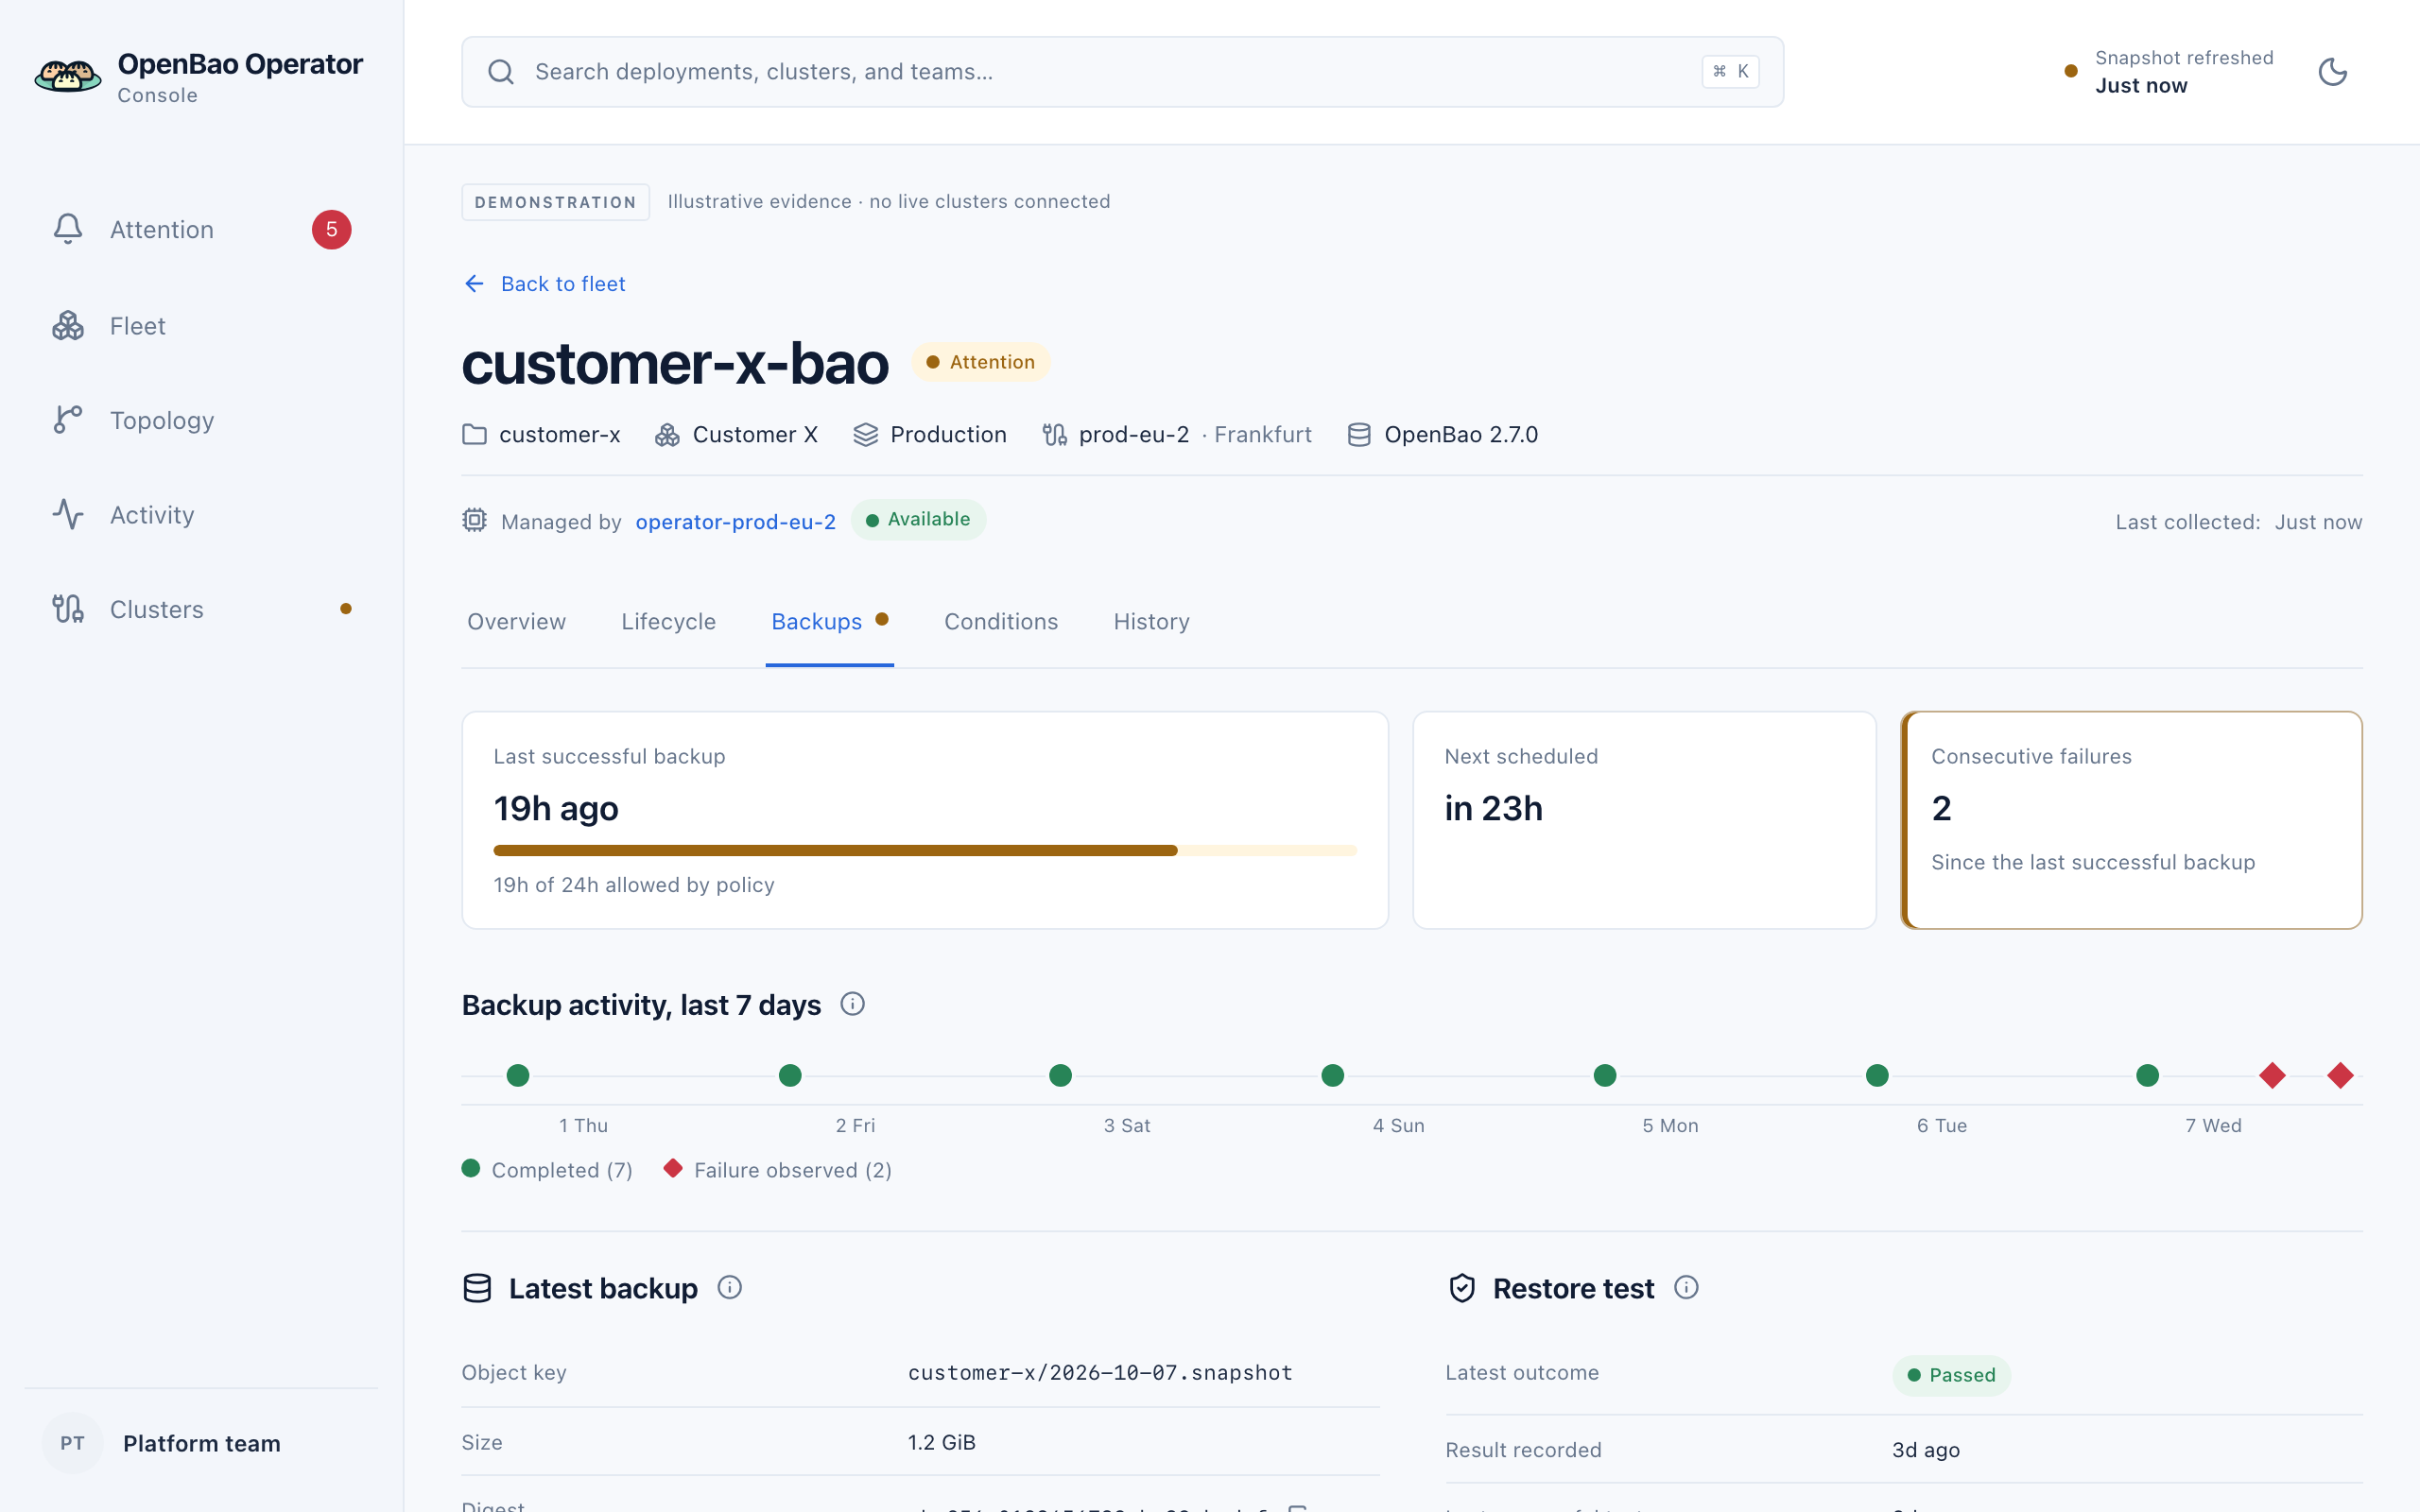 OpenBao Operator
Console
Search deployments, clusters, and teams...
⌘ K
Snapshot refreshed
Just now
Attention
5
Fleet
Topology
Activity
Clusters
PT
Platform team
DEMONSTRATION
Illustrative evidence · no live clusters connected
Back to fleet
customer-x-bao
Attention
customer-x
Customer X
Production
prod-eu-2 · Frankfurt
OpenBao 2.7.0
Managed by operator-prod-eu-2
Available
Last collected: Just now
Overview
Lifecycle
Backups
Conditions
History
Last successful backup
19h ago
19h of 24h allowed by policy
Next scheduled
in 23h
Consecutive failures
2
Since the last successful backup
Backup activity, last 7 days
1 Thu
2 Fri
3 Sat
4 Sun
5 Mon
6 Tue
7 Wed
Completed (7)
Failure observed (2)
Latest backup
Object key
customer-x/2026-10-07.snapshot
Size
1.2 GiB
Digest
Restore test
Latest outcome
Passed
Result recorded
3d ago